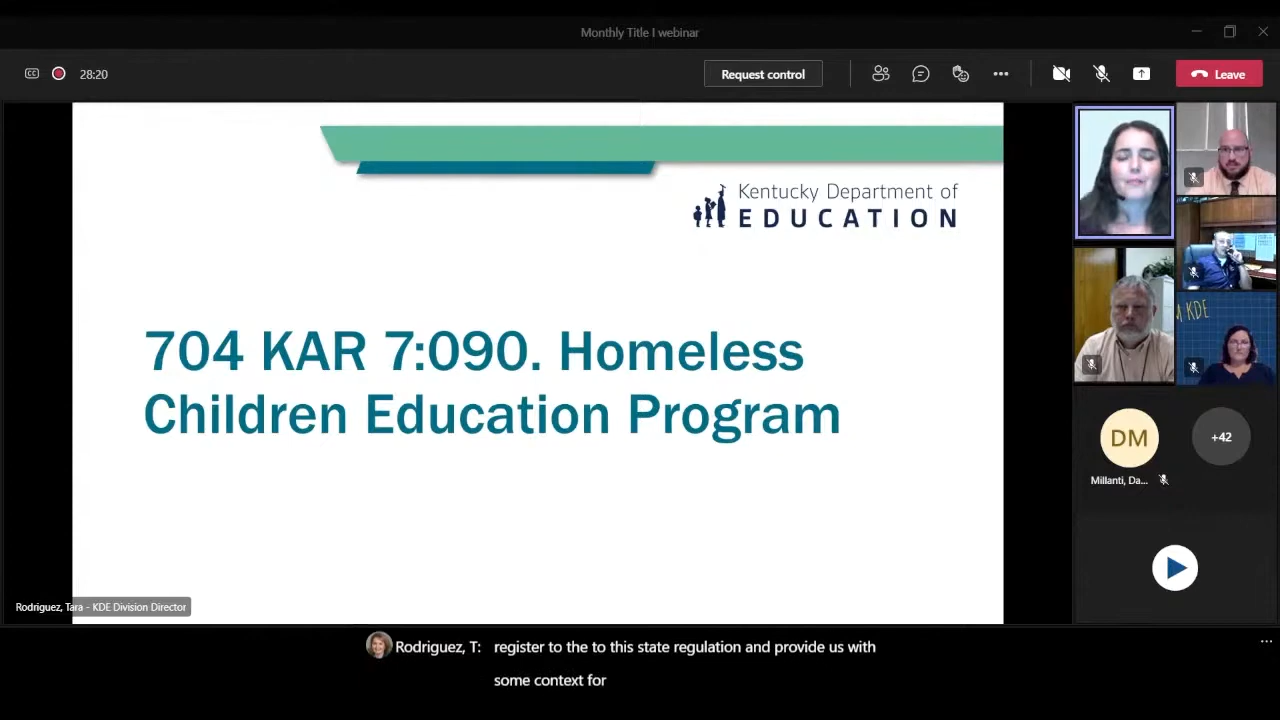 Monthly Title I webinar
CC
28:20
Request control
Leave
Kentucky Department of
EDUCATION
704 KAR 7:090. Homeless
Children Education Program
KDE
DM
+42
Millanti, Da...
Rodriguez, Tara - KDE Division Director
Rodriguez, T: register to the to this state regulation and provide us with
some context for